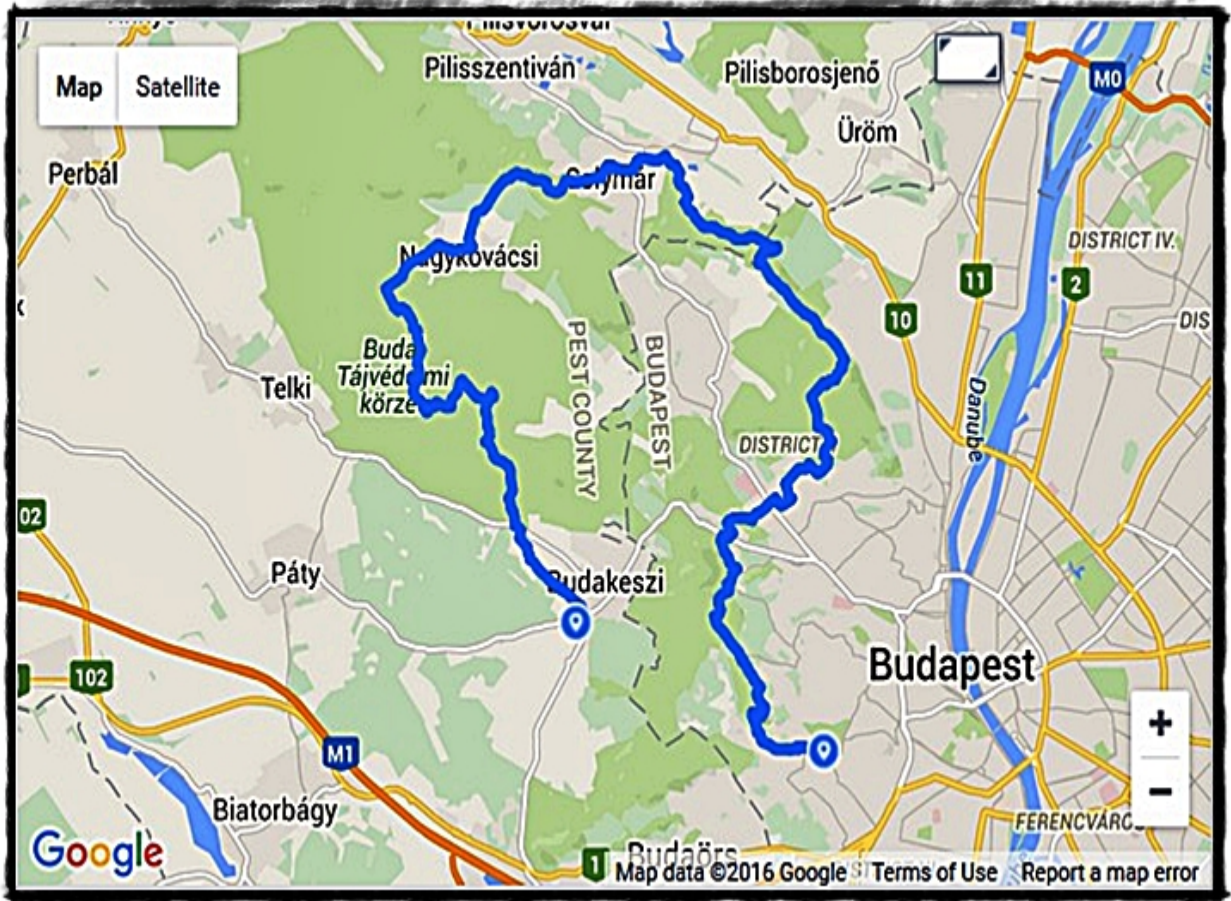 Map
Satellite
Pilisszentiván
Pilisborosjenő
M0
Üröm
Perbál
Solymár
DISTRICT IV.
Nagykovácsi
11
2
10
DIS
PEST COUNTY
BUDAPEST
Buda
Tájvédelmi
körze
Telki
Danube
DISTRICT
02
Páty
Budakeszi
102
Budapest
M1
+
−
Biatorbágy
FERENCVÁROS
Google
1
Budaörs
Map data ©2016 Google
Terms of Use
Report a map error